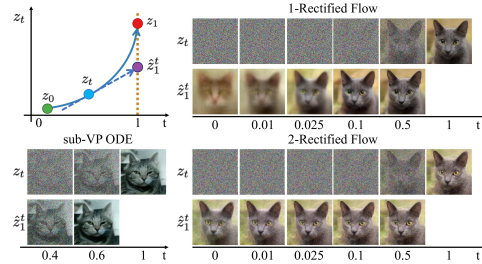 z_t
z_1
ẑ_1^t
z_t
z_0
0
1
t
1-Rectified Flow
z_t
ẑ_1^t
0 0.01 0.025 0.1 0.5 1 t
sub-VP ODE
z_t
ẑ_1^t
0.4 0.6 1 t
2-Rectified Flow
z_t
ẑ_1^t
0 0.01 0.025 0.1 0.5 1 t